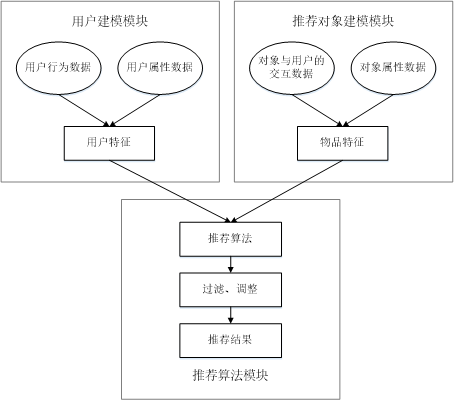 用户建模模块
推荐对象建模模块
用户行为数据
用户属性数据
对象与用户的
交互数据
对象属性数据
用户特征
物品特征
推荐算法
过滤、调整
推荐结果
推荐算法模块